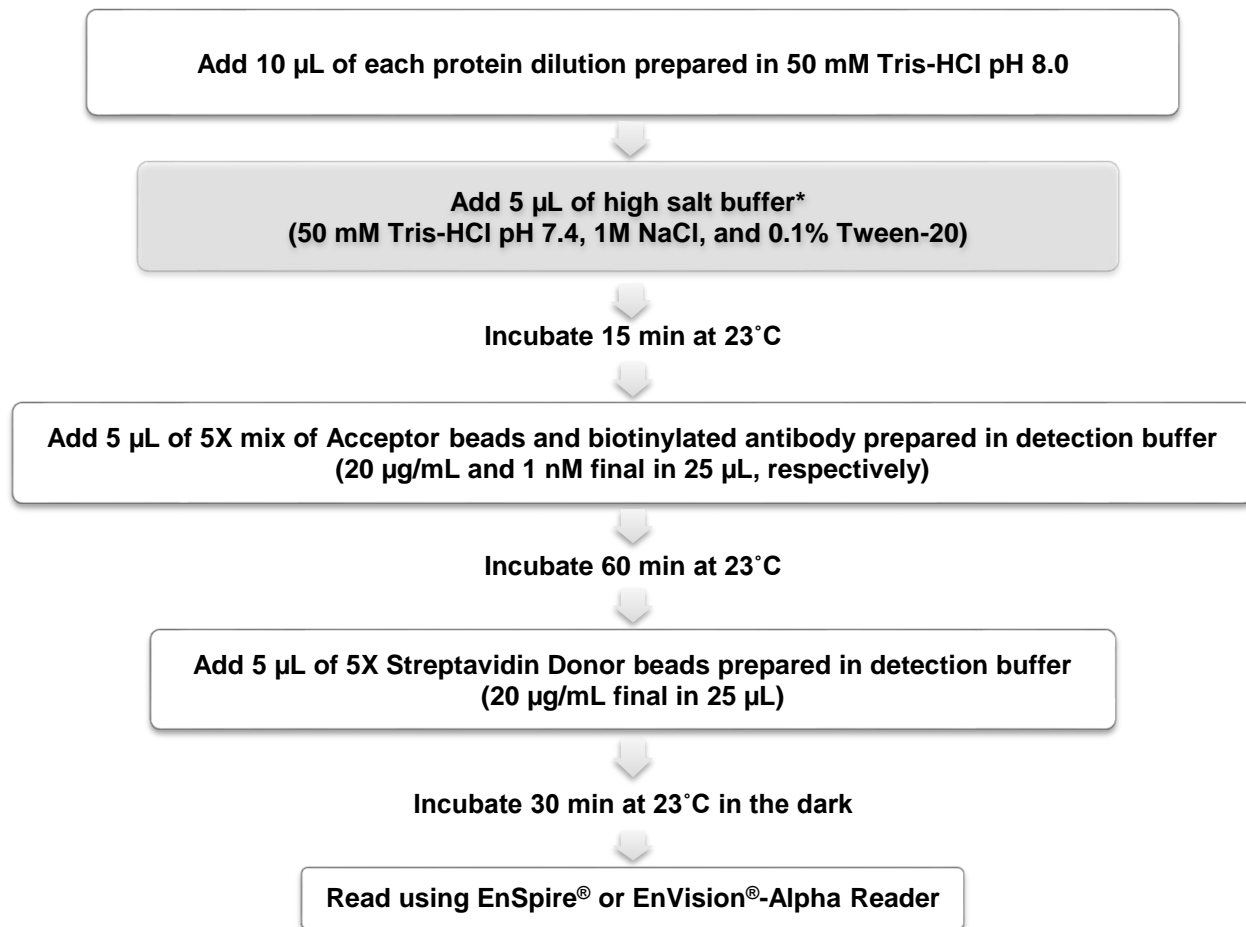 Add 10 µL of each protein dilution prepared in 50 mM Tris-HCl pH 8.0
Add 5 µL of high salt buffer*
(50 mM Tris-HCl pH 7.4, 1M NaCl, and 0.1% Tween-20)
Incubate 15 min at 23˚C
Add 5 µL of 5X mix of Acceptor beads and biotinylated antibody prepared in detection buffer
(20 µg/mL and 1 nM final in 25 µL, respectively)
Incubate 60 min at 23˚C
Add 5 µL of 5X Streptavidin Donor beads prepared in detection buffer
(20 µg/mL final in 25 µL)
Incubate 30 min at 23˚C in the dark
Read using EnSpire® or EnVision®-Alpha Reader